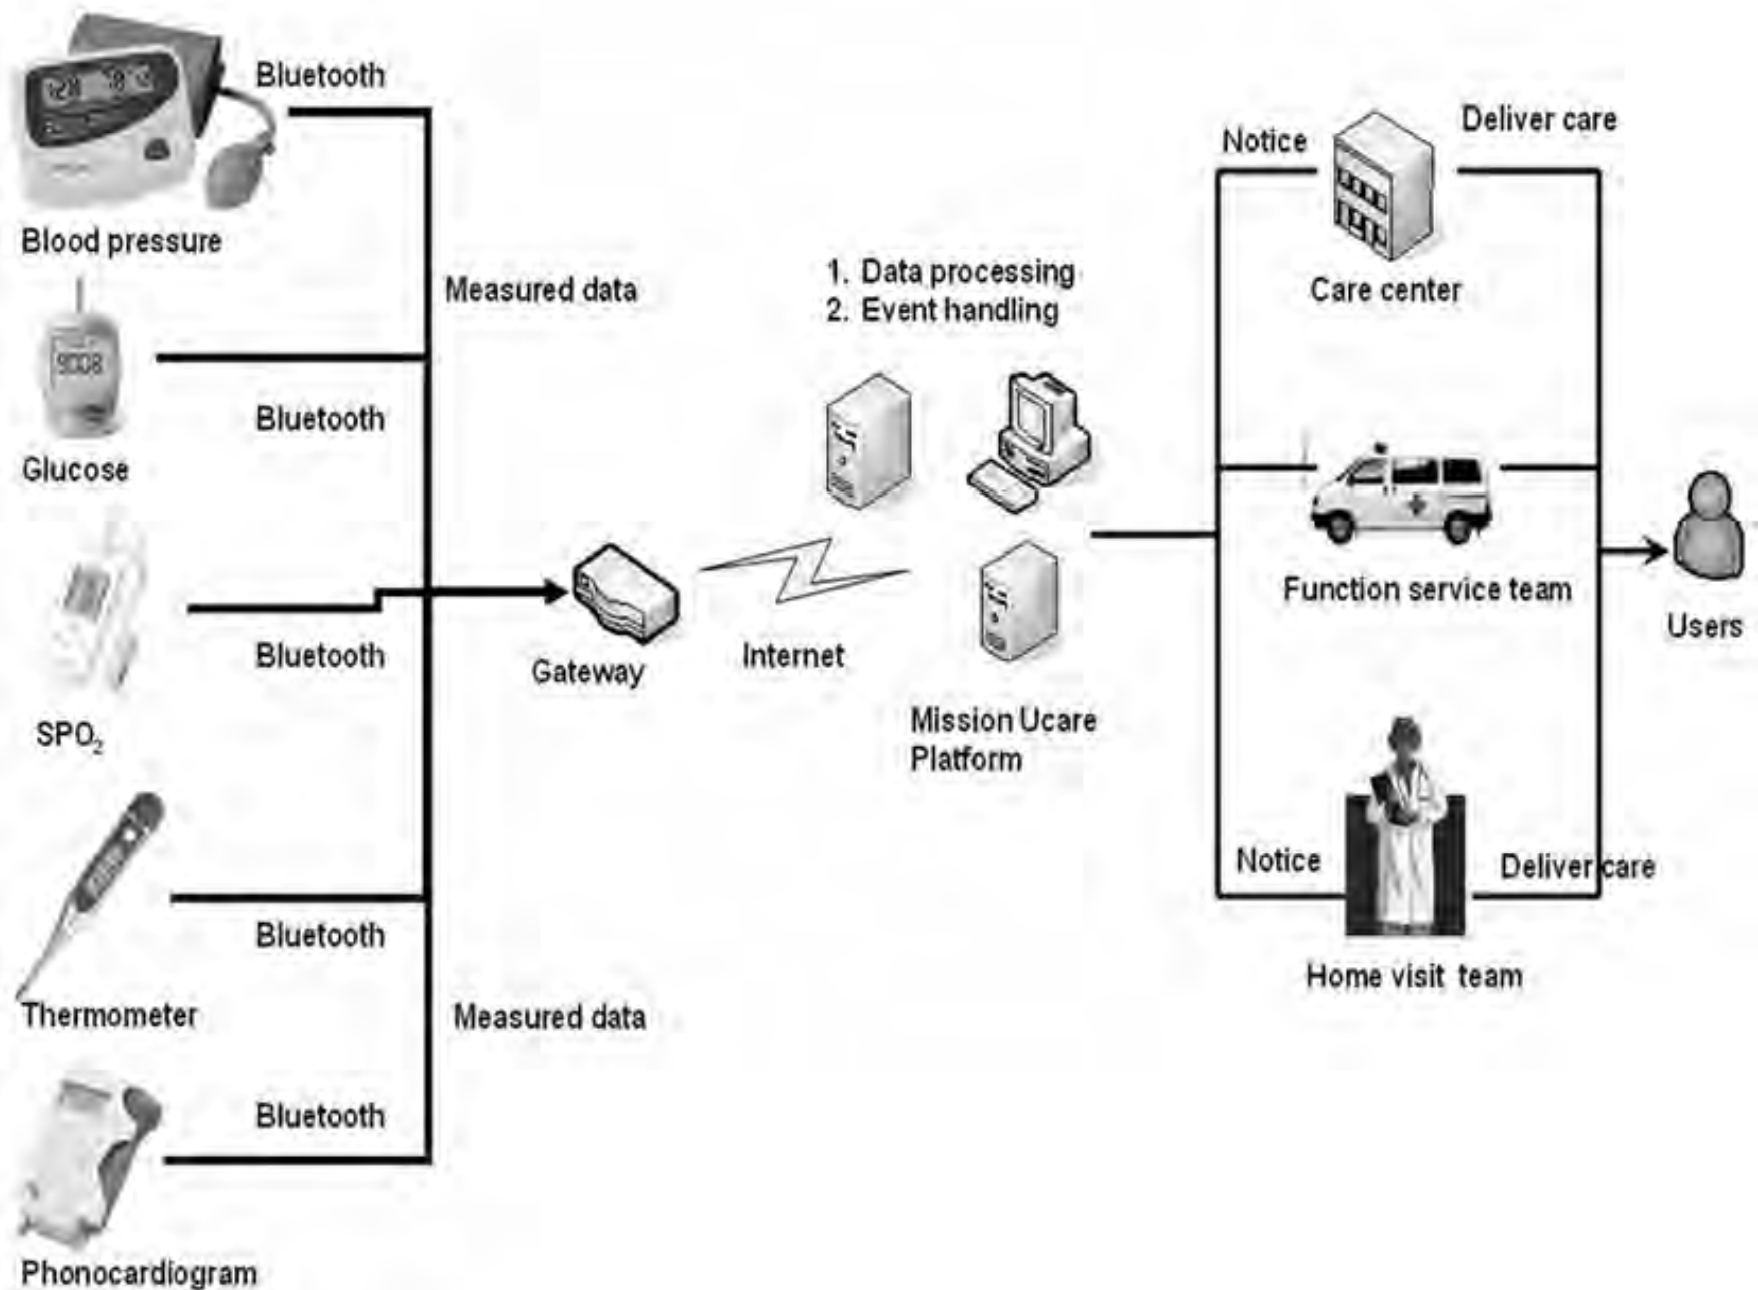 Bluetooth
Blood pressure
Measured data
Bluetooth
Glucose
Bluetooth
SPO₂
Bluetooth
Thermometer
Measured data
Bluetooth
Phonocardiogram
Gateway
Internet
1. Data processing
2. Event handling
Mission Ucare
Platform
Notice
Deliver care
Care center
Function service team
Notice
Deliver care
Home visit team
Users